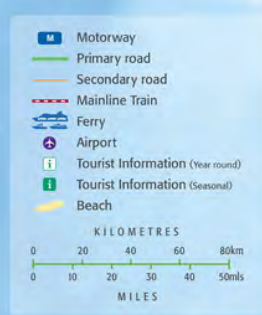 M Motorway
Primary road
Secondary road
Mainline Train
Ferry
Airport
i Tourist Information (Year round)
i Tourist Information (Seasonal)
Beach
KILOMETRES
0 20 40 60 80km
0 10 20 30 40 50mls
MILES